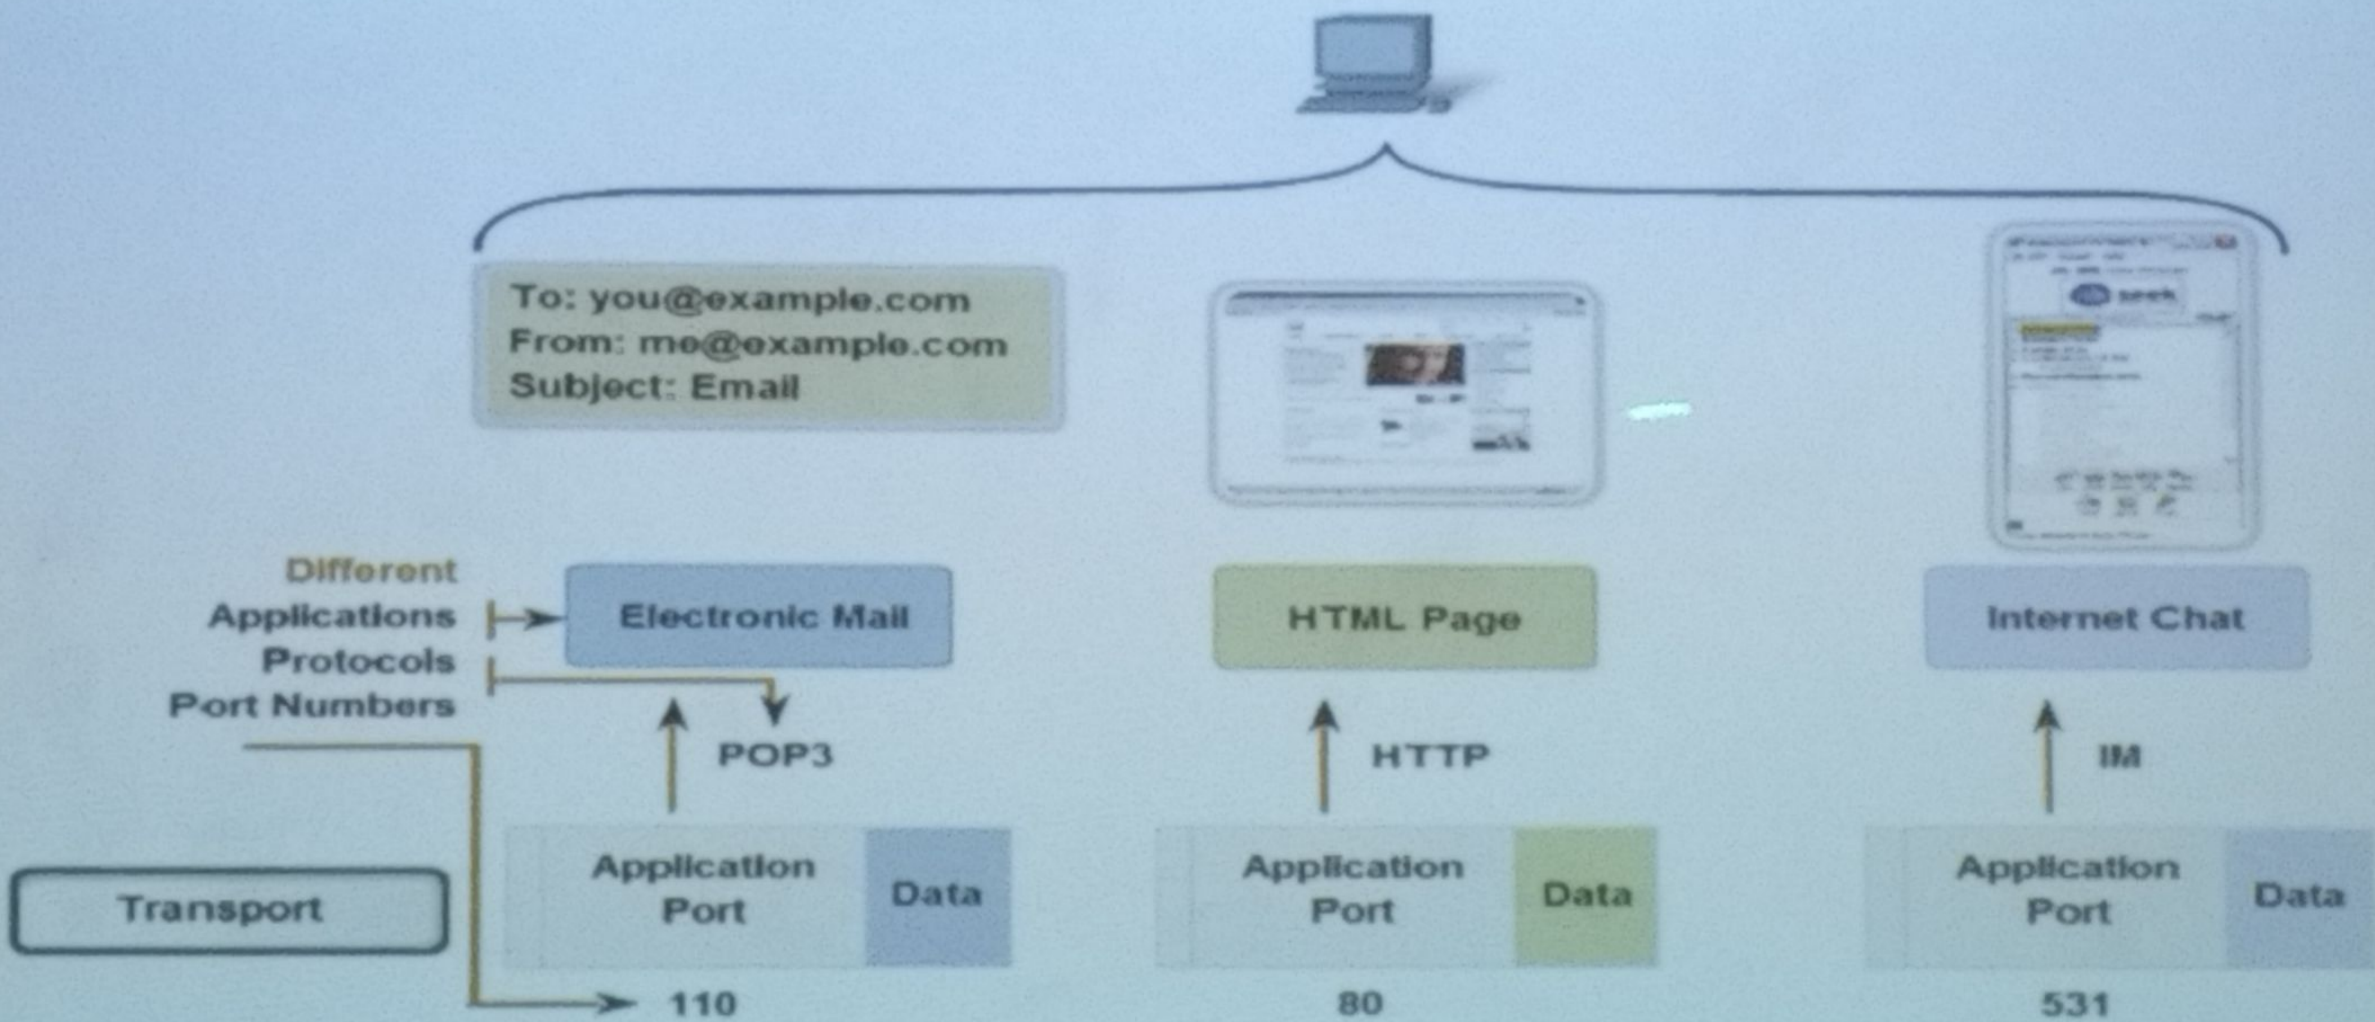 To: you@example.com
From: me@example.com
Subject: Email
seek
Different
Applications
Protocols
Port Numbers
Electronic Mail
HTML Page
Internet Chat
POP3
HTTP
IM
Transport
Application
Port
Data
Application
Port
Data
Application
Port
Data
110
80
531